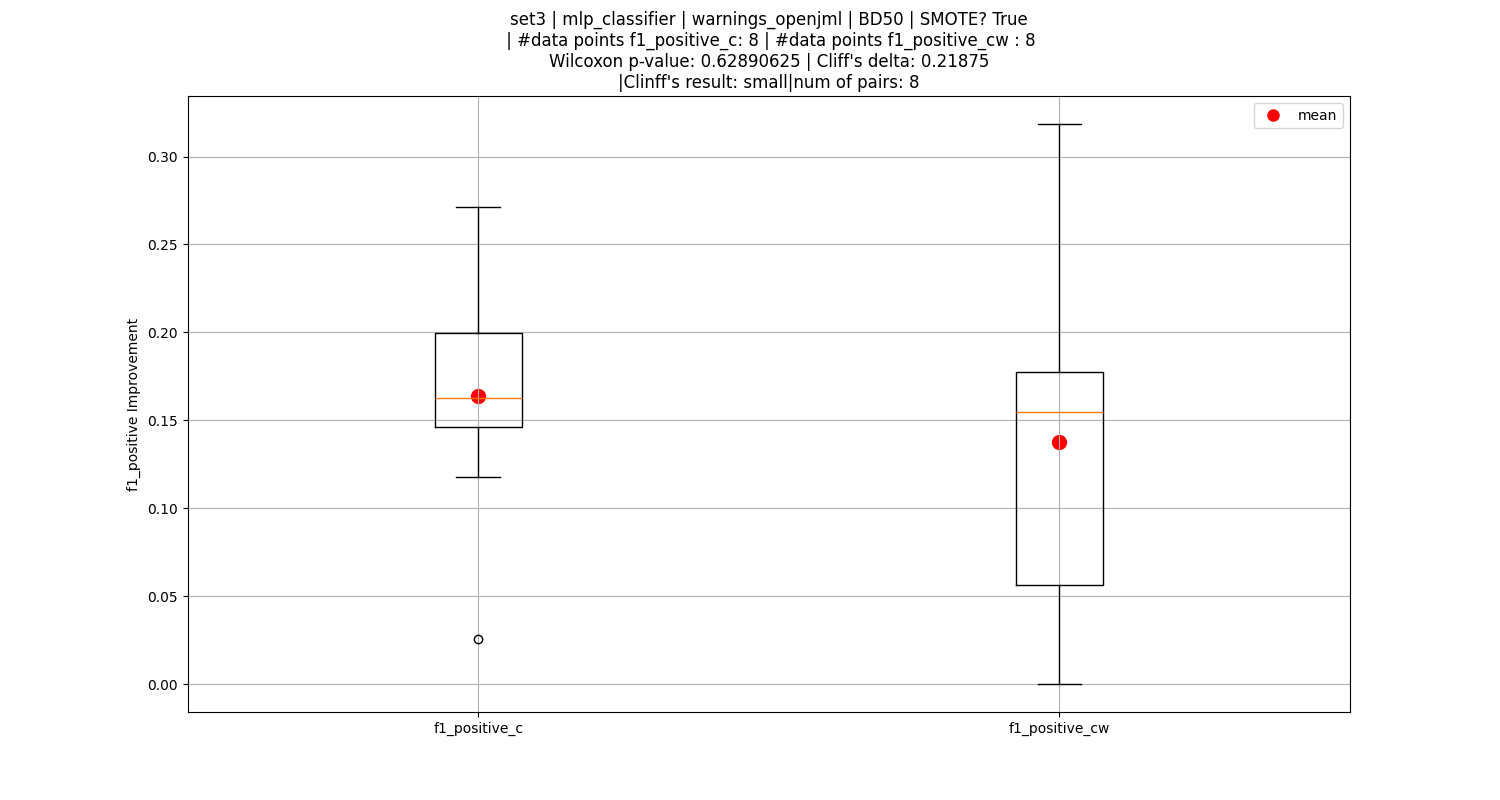 set3 | mlp_classifier | warnings_openjml | BD50 | SMOTE? True
| #data points f1_positive_c: 8 | #data points f1_positive_cw : 8
Wilcoxon p-value: 0.62890625 | Cliff's delta: 0.21875
|Clinff's result: small|num of pairs: 8
mean
0.30
0.25
0.20
0.15
0.10
0.05
0.00
f1_positive Improvement
f1_positive_c
f1_positive_cw